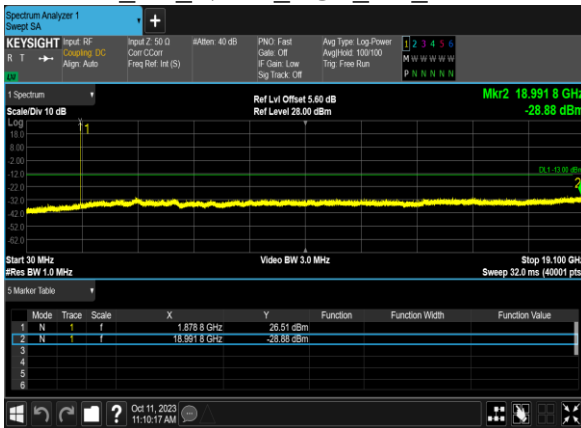 Spectrum Analyzer 1
Swept SA
KEYSIGHT Input: RF Input Z: 50 Ω #Atten: 40 dB PNO: Fast Avg Type: Log-Power 1 2 3 4 5 6
R T Coupling: DC Corr CCorr Gate: Off Avg|Hold: 100/100 M W W W W W
Align: Auto Freq Ref: Int (S) IF Gain: Low Trig: Free Run
LV Sig Track: Off P N N N N N
1 Spectrum Ref Lvl Offset 5.60 dB Mkr2 18.991 8 GHz
Scale/Div 10 dB Ref Level 28.00 dBm -28.88 dBm
Log
18.0 1
8.00
-2.00
-12.0 DL1 -13.00 dBm
-22.0 2
-32.0
-42.0
-52.0
-62.0
Start 30 MHz Video BW 3.0 MHz Stop 19.100 GHz
#Res BW 1.0 MHz Sweep 32.0 ms (40001 pts
5 Marker Table
Mode Trace Scale X Y Function Function Width Function Value
1 N 1 f 1.878 8 GHz 26.51 dBm
2 N 1 f 18.991 8 GHz -28.88 dBm
3
4
5
6
? Oct 11, 2023
11:10:17 AM